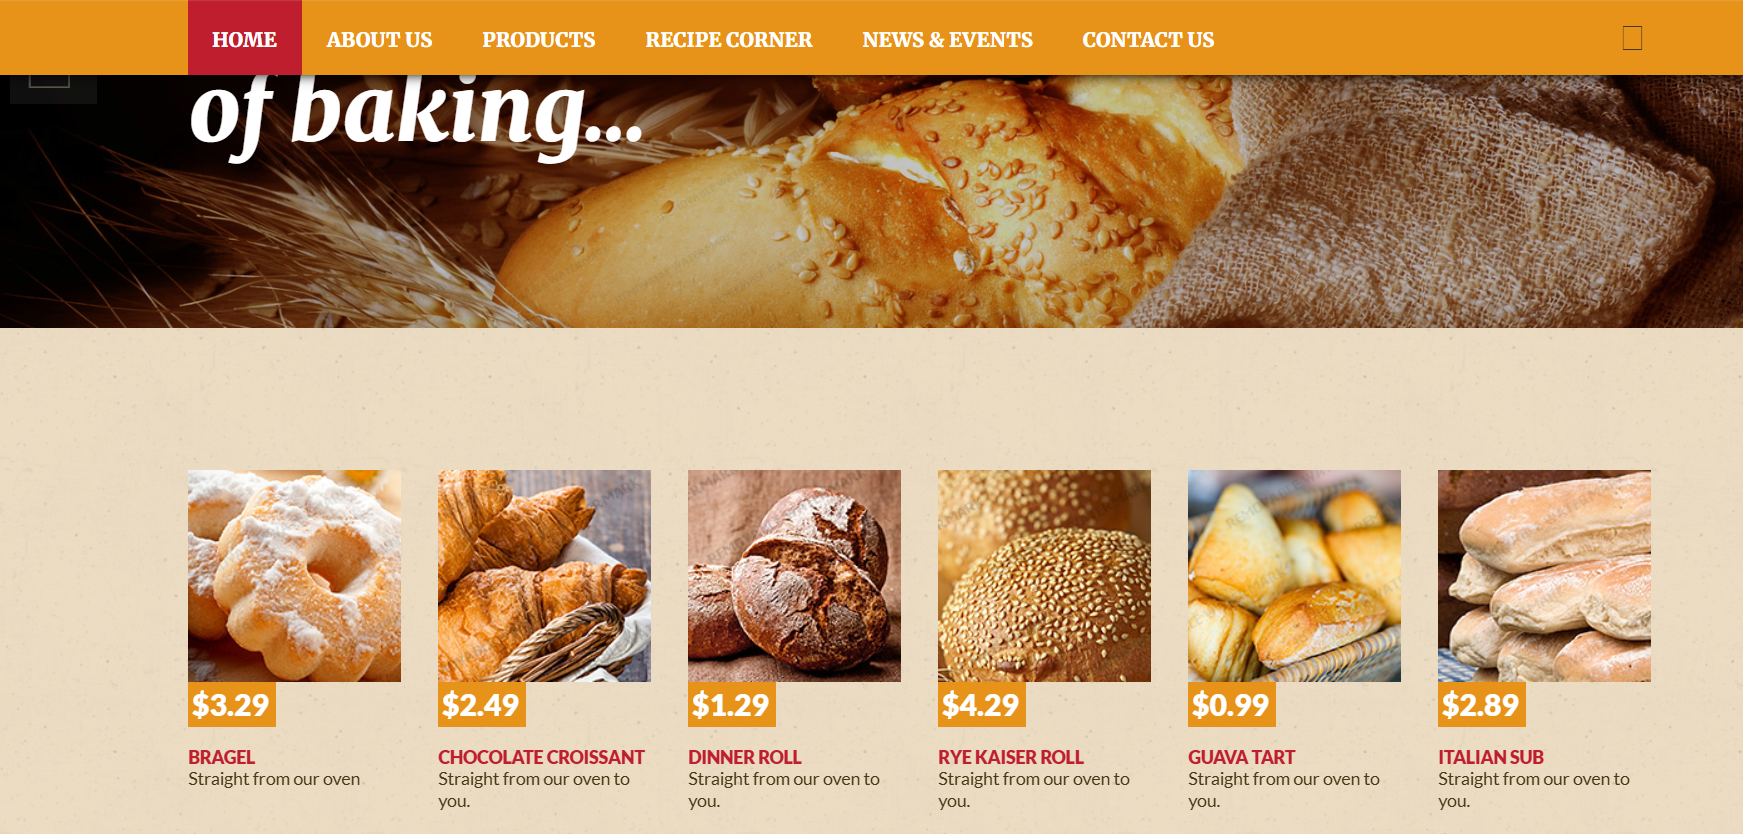 HOME ABOUT US PRODUCTS RECIPE CORNER NEWS & EVENTS CONTACT US
of baking...
$3.29
BRAGEL
Straight from our oven
$2.49
CHOCOLATE CROISSANT
Straight from our oven to
you.
$1.29
DINNER ROLL
Straight from our oven to
you.
$4.29
RYE KAISER ROLL
Straight from our oven to
you.
$0.99
GUAVA TART
Straight from our oven to
you.
$2.89
ITALIAN SUB
Straight from our oven to
you.